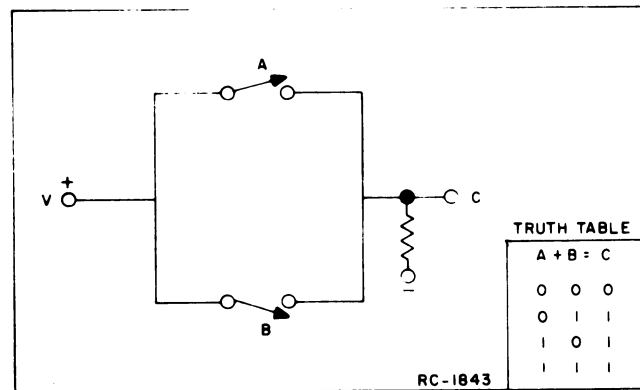 A
+
V
C
B
—
TRUTH TABLE
A + B = C
0 0 0
0 1 1
1 0 1
1 1 1
RC-1843